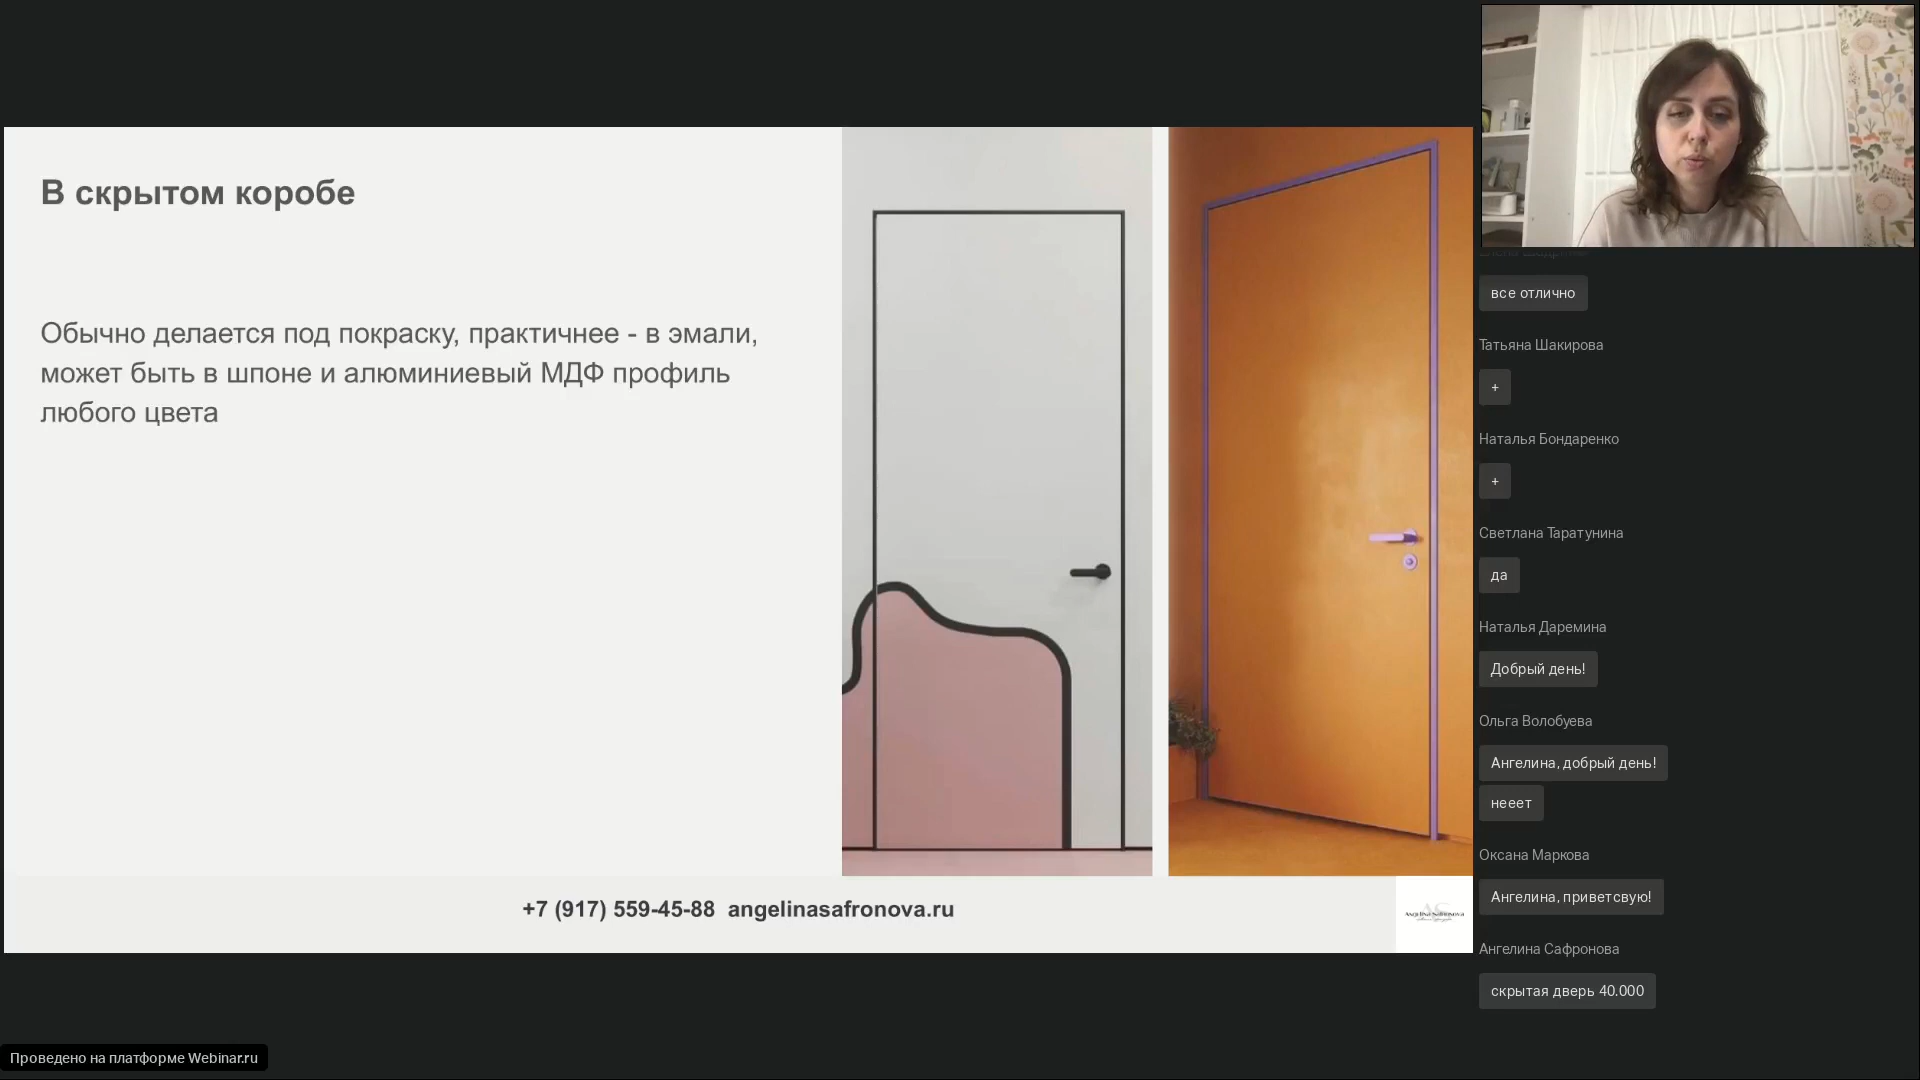 В скрытом коробе
Обычно делается под покраску, практичнее - в эмали,
может быть в шпоне и алюминиевый МДФ профиль
любого цвета
+7 (917) 559-45-88 angelinasafronova.ru
Angelina Safronova
все отлично
Татьяна Шакирова
+
Наталья Бондаренко
+
Светлана Таратунина
да
Наталья Даремина
Добрый день!
Ольга Волобуева
Ангелина, добрый день!
нееет
Оксана Маркова
Ангелина, приветсвую!
Ангелина Сафронова
скрытая дверь 40.000
Проведено на платформе Webinar.ru